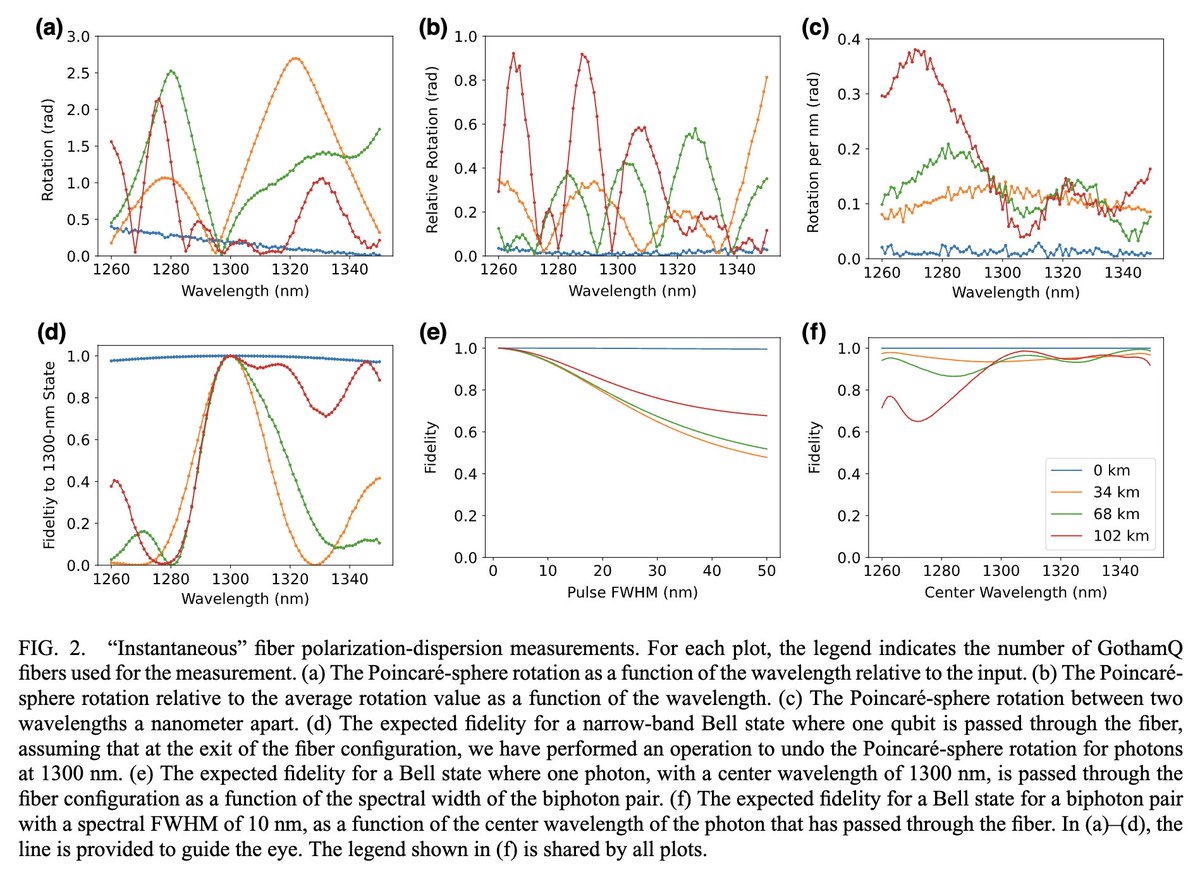 (a)
3.0
2.5
2.0
1.5
1.0
0.5
0.0
Rotation (rad)
1260 1280 1300 1320 1340
Wavelength (nm)
(b)
1.0
0.8
0.6
0.4
0.2
0.0
Relative Rotation (rad)
1260 1280 1300 1320 1340
Wavelength (nm)
(c)
0.4
0.3
0.2
0.1
0.0
Rotation per nm (rad)
1260 1280 1300 1320 1340
Wavelength (nm)
(d)
1.0
0.8
0.6
0.4
0.2
0.0
Fideltiy to 1300-nm State
1260 1280 1300 1320 1340
Wavelength (nm)
(e)
1.0
0.8
0.6
0.4
0.2
0.0
Fidelity
0 10 20 30 40 50
Pulse FWHM (nm)
(f)
1.0
0.8
0.6
0.4
0.2
0.0
Fidelity
0 km
34 km
68 km
102 km
1260 1280 1300 1320 1340
Center Wavelength (nm)
FIG. 2. “Instantaneous” fiber polarization-dispersion measurements. For each plot, the legend indicates the number of GothamQ
fibers used for the measurement. (a) The Poincaré-sphere rotation as a function of the wavelength relative to the input. (b) The Poincaré-
sphere rotation relative to the average rotation value as a function of the wavelength. (c) The Poincaré-sphere rotation between two
wavelengths a nanometer apart. (d) The expected fidelity for a narrow-band Bell state where one qubit is passed through the fiber,
assuming that at the exit of the fiber configuration, we have performed an operation to undo the Poincaré-sphere rotation for photons
at 1300 nm. (e) The expected fidelity for a Bell state where one photon, with a center wavelength of 1300 nm, is passed through the
fiber configuration as a function of the spectral width of the biphoton pair. (f) The expected fidelity for a Bell state for a biphoton pair
with a spectral FWHM of 10 nm, as a function of the center wavelength of the photon that has passed through the fiber. In (a)–(d), the
line is provided to guide the eye. The legend shown in (f) is shared by all plots.